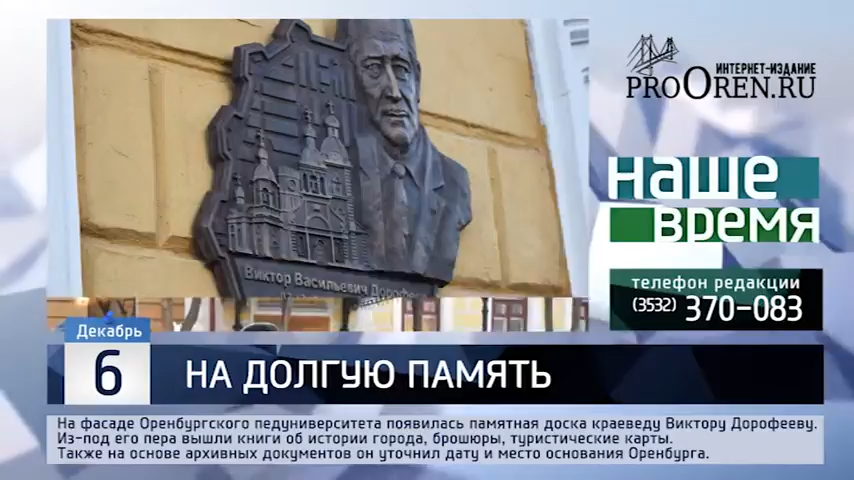 ИНТЕРНЕТ-ИЗДАНИЕ
PROOREN.RU
наше
время
Виктор Васильевич
телефон редакции
(3532) 370-083
Декабрь
6
НА ДОЛГУЮ ПАМЯТЬ
На фасаде Оренбургского педуниверситета появилась памятная доска краеведу Виктору Дорофееву.
Из-под его пера вышли книги об истории города, брошюры, туристические карты.
Также на основе архивных документов он уточнил дату и место основания Оренбурга.